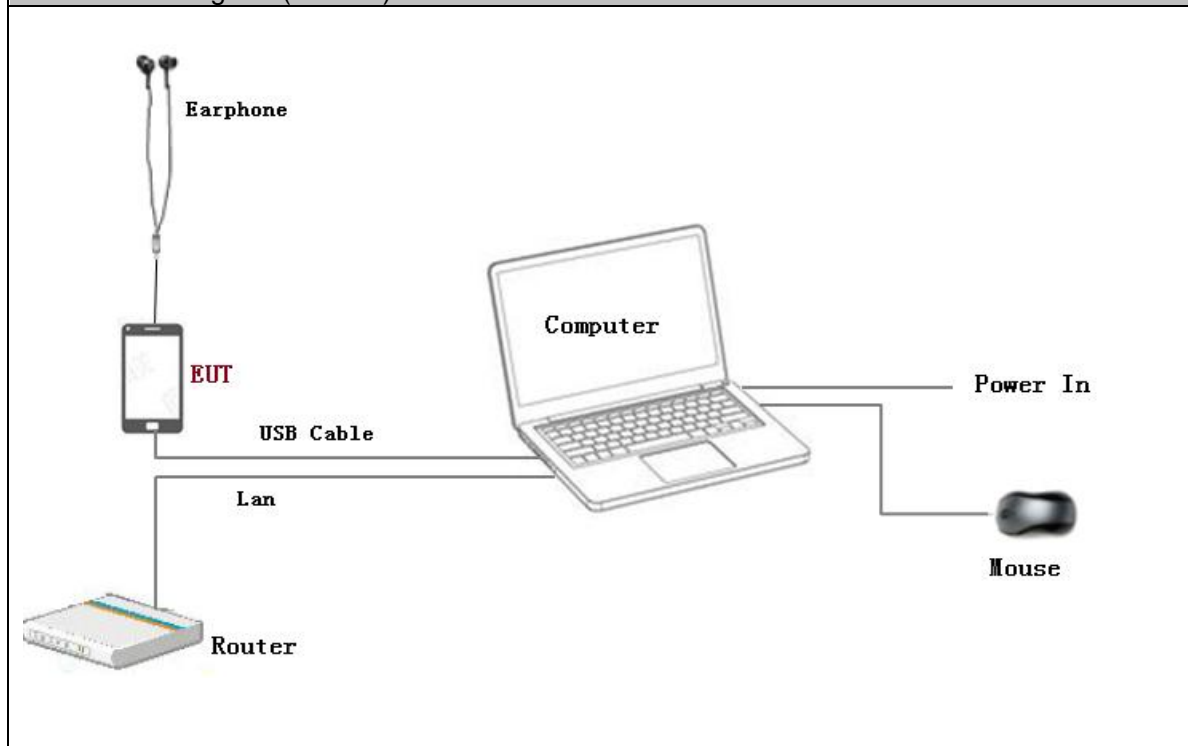 Earphone
Computer
EUT
Power In
USB Cable
Lan
Mouse
Router